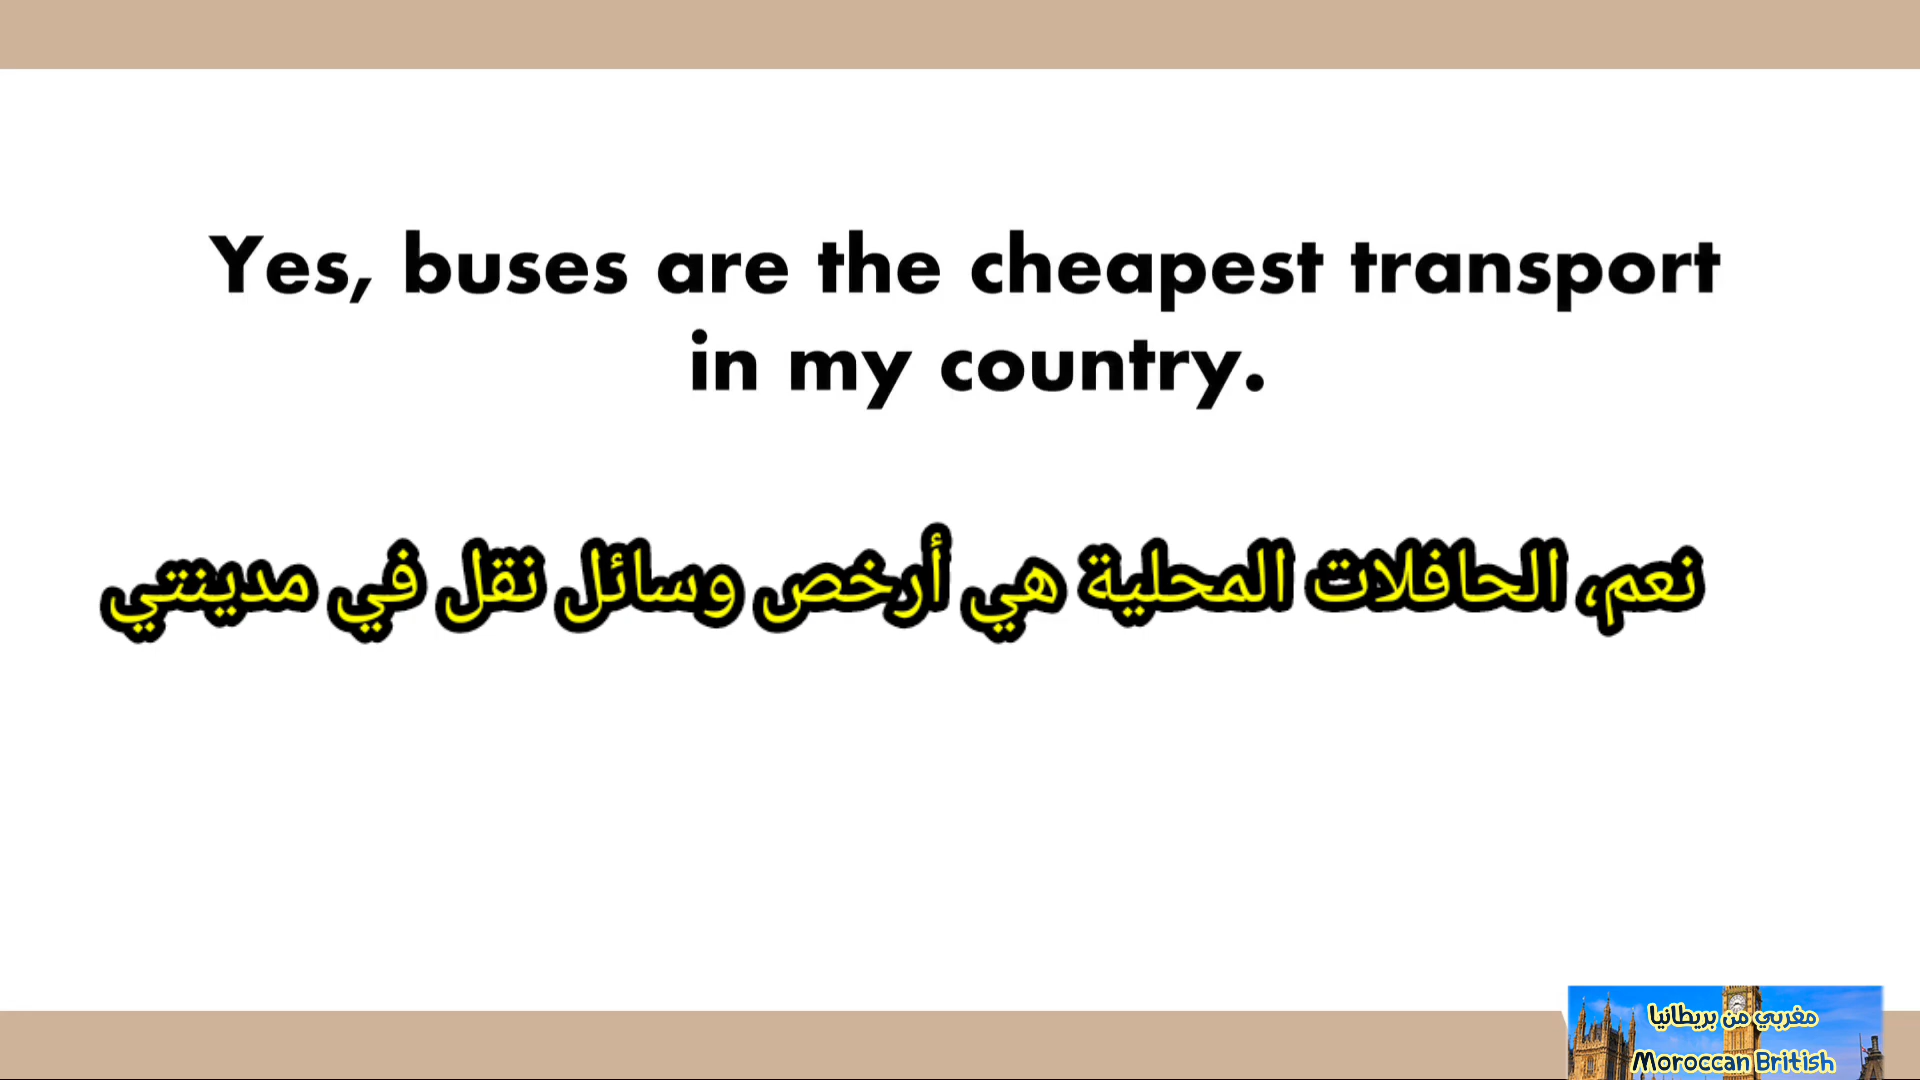 Yes, buses are the cheapest transport
in my country.
نعم، الحافلات المحلية هي أرخص وسائل نقل في مدينتي
مغربي من بريطانيا
Moroccan British